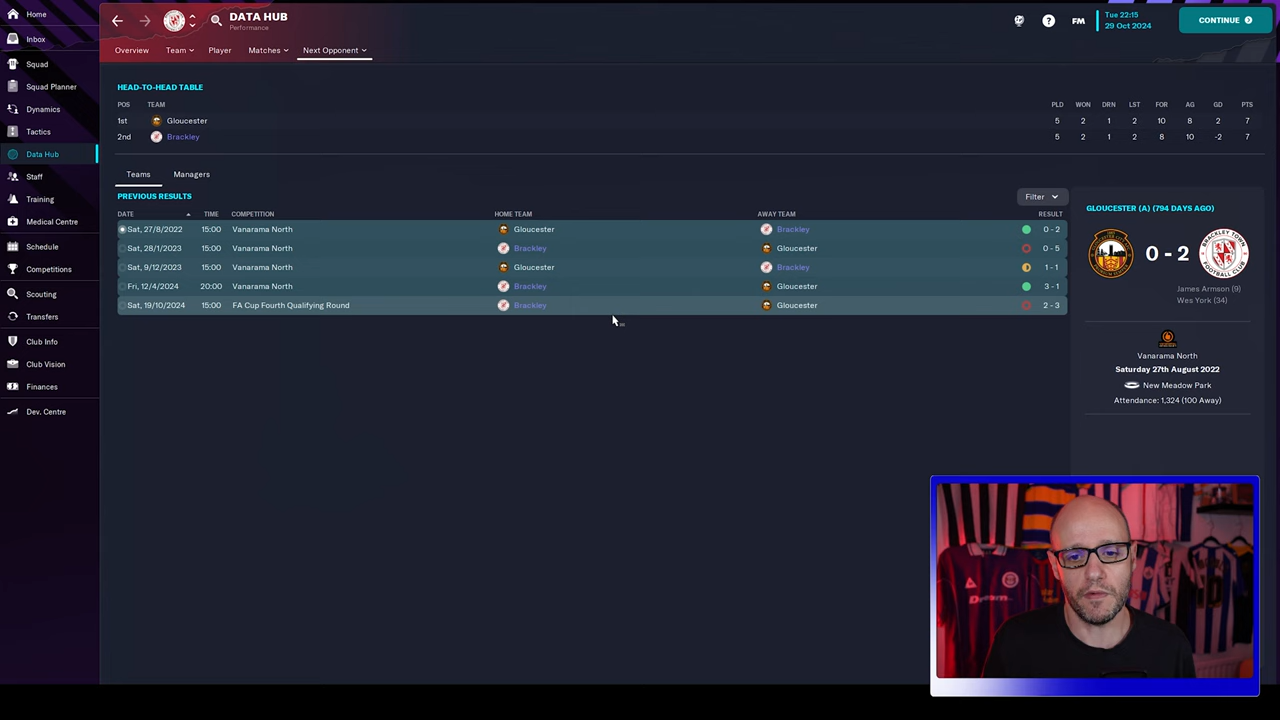 Home
Inbox
Squad
Squad Planner
Dynamics
Tactics
Data Hub
Staff
Training
Medical Centre
Schedule
Competitions
Scouting
Transfers
Club Info
Club Vision
Finances
Dev. Centre
DATA HUB
Performance
FM
Tue 22:15
29 Oct 2024
CONTINUE
Overview Team Player Matches Next Opponent
HEAD-TO-HEAD TABLE
POS TEAM PLD WON DRN LST FOR AG GD PTS
1st Gloucester 5 2 1 2 10 8 2 7
2nd Brackley 5 2 1 2 8 10 -2 7
Teams Managers
PREVIOUS RESULTS Filter
DATE TIME COMPETITION HOME TEAM AWAY TEAM RESULT
Sat, 27/8/2022 15:00 Vanarama North Gloucester Brackley 0 - 2
Sat, 28/1/2023 15:00 Vanarama North Brackley Gloucester 0 - 5
Sat, 9/12/2023 15:00 Vanarama North Gloucester Brackley 1 - 1
Fri, 12/4/2024 20:00 Vanarama North Brackley Gloucester 3 - 1
Sat, 19/10/2024 15:00 FA Cup Fourth Qualifying Round Brackley Gloucester 2 - 3
GLOUCESTER (A) (794 DAYS AGO)
0 - 2
James Armson (9)
Wes York (34)
Vanarama North
Saturday 27th August 2022
New Meadow Park
Attendance: 1,324 (100 Away)